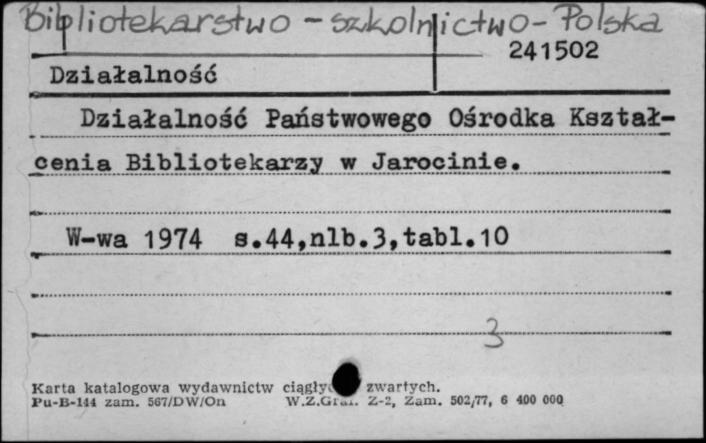 Bibliotekarstwo - szkolnictwo - Polska
241502
Działalność
Działalność Państwowego Ośrodka Kształ-
cenia Bibliotekarzy w Jarocinie.
W-wa 1974 s.44,nlb.3,tabl.10
3
Karta katalogowa wydawnictw zwartych.
Pu-B-144 zam. 567/DW/On W.Z.Graf. Z-2, Zam. 502/77, 6 400 000